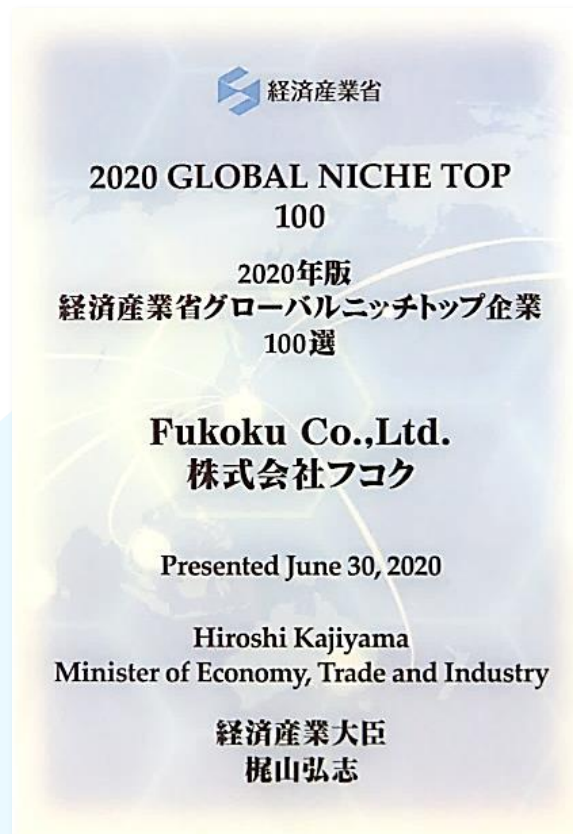 経済産業省
2020 GLOBAL NICHE TOP
100
2020年版
経済産業省グローバルニッチトップ企業
100選
Fukoku Co.,Ltd.
株式会社フコク
Presented June 30, 2020
Hiroshi Kajiyama
Minister of Economy, Trade and Industry
経済産業大臣
梶山弘志